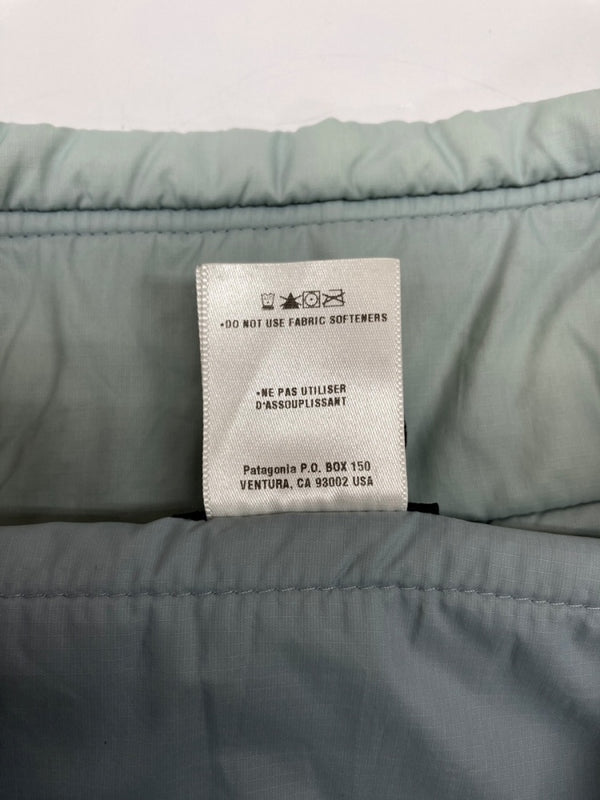 •DO NOT USE FABRIC SOFTENERS
•NE PAS UTILISER
D'ASSOUPLISSANT
Patagonia P.O. BOX 150
VENTURA, CA 93002 USA